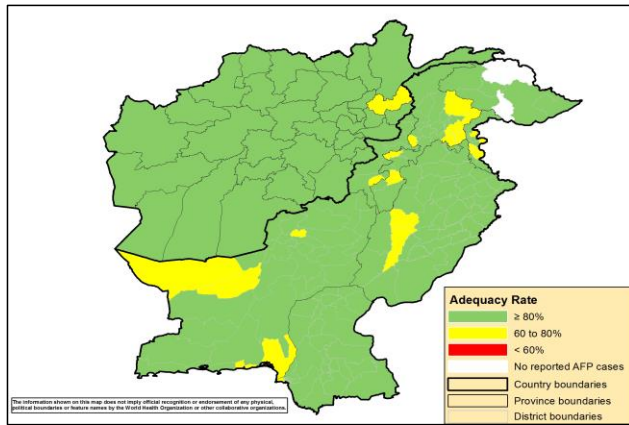 Adequacy Rate
≥ 80%
60 to 80%
< 60%
No reported AFP cases
Country boundaries
Province boundaries
District boundaries
The information shown on this map does not imply official recognition or endorsement of any physical,
political boundaries or feature names by the World Health Organization or other collaborative organizations.